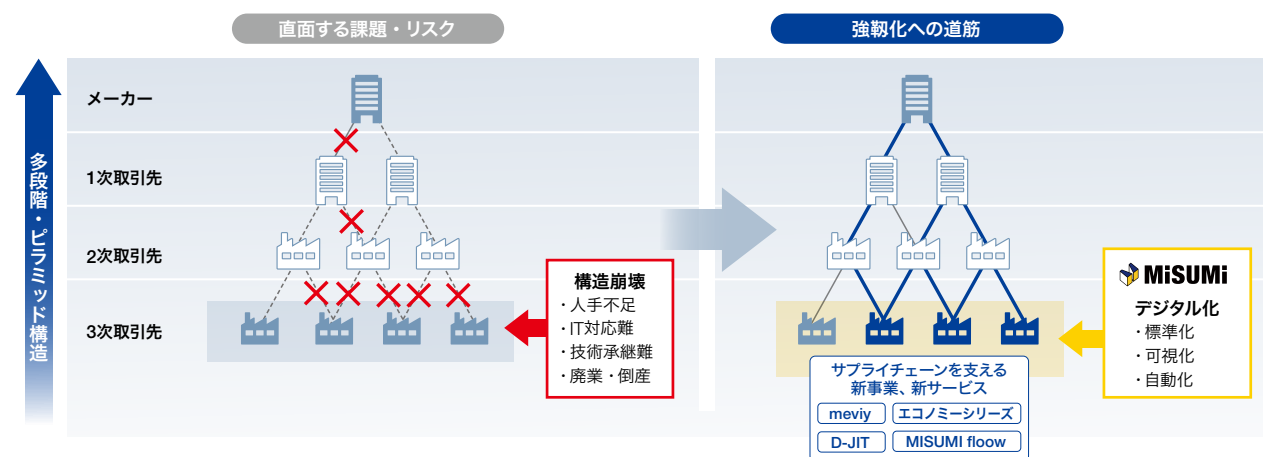 直面する課題・リスク
強靱化への道筋
多段階・ピラミッド構造
メーカー
1次取引先
2次取引先
3次取引先
構造崩壊
・人手不足
・IT対応難
・技術承継難
・廃業・倒産
MiSUMi
デジタル化
・標準化
・可視化
・自動化
サプライチェーンを支える
新事業、新サービス
meviy
エコノミーシリーズ
D-JIT
MISUMI floow